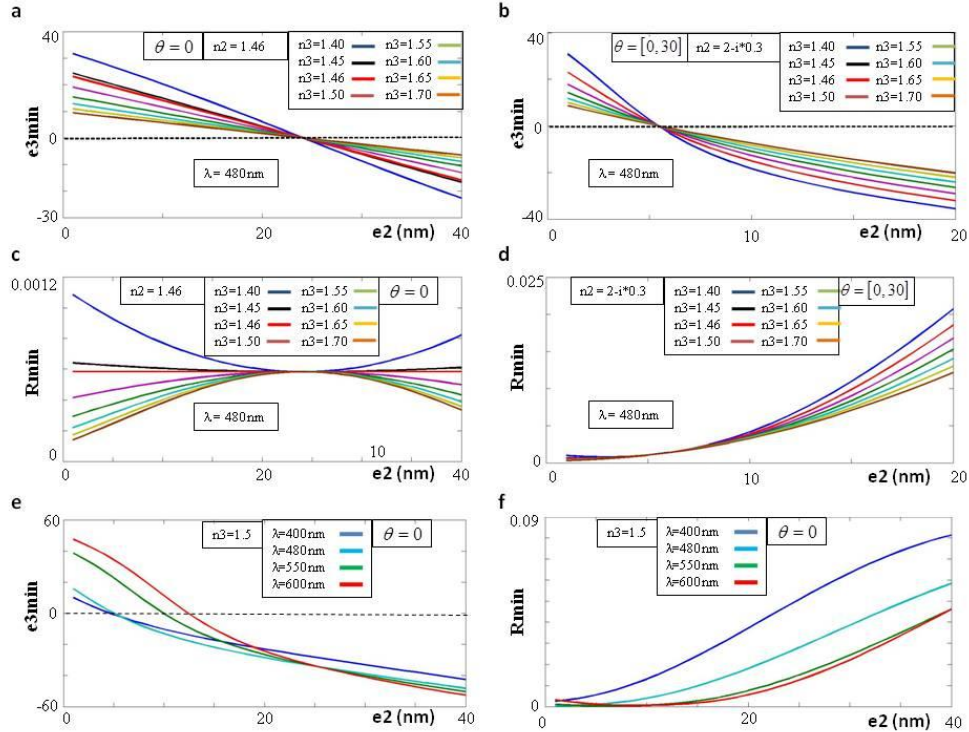 a
θ = 0
n2 = 1.46
n3=1.40 n3=1.55
n3=1.45 n3=1.60
n3=1.46 n3=1.65
n3=1.50 n3=1.70
30
0
-30
e3min
λ = 480nm
0 20 40
e2 (nm)
b
θ = [0,30]
n2 = 2-i*0.3
n3=1.40 n3=1.55
n3=1.45 n3=1.60
n3=1.46 n3=1.65
n3=1.50 n3=1.70
40
0
-40
e3min
λ = 480nm
0 10 20
e2 (nm)
c
0.0012
n2 = 1.46
n3=1.40 n3=1.55
n3=1.45 n3=1.60
n3=1.46 n3=1.65
n3=1.50 n3=1.70
θ = 0
Rmin
λ = 480nm
0
10
0 20 40
e2 (nm)
d
0.025
n2 = 2-i*0.3
n3=1.40 n3=1.55
n3=1.45 n3=1.60
n3=1.46 n3=1.65
n3=1.50 n3=1.70
θ = [0,30]
Rmin
λ = 480nm
0
0 10 20
e2 (nm)
e
60
n3=1.5
λ=400nm
λ=480nm
λ=550nm
λ=600nm
θ = 0
e3min
0
-60
0 20 40
e2 (nm)
f
0.09
n3=1.5
λ=400nm
λ=480nm
λ=550nm
λ=600nm
θ = 0
Rmin
0
0 20 40
e2 (nm)